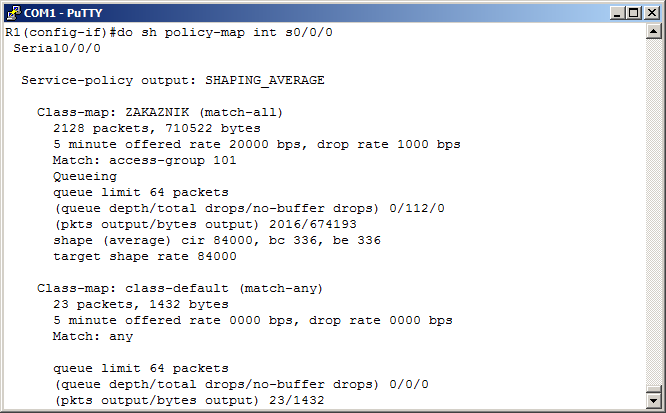 COM1 - PuTTY
R1(config-if)#do sh policy-map int s0/0/0
Serial0/0/0
Service-policy output: SHAPING_AVERAGE
Class-map: ZAKAZNIK (match-all)
2128 packets, 710522 bytes
5 minute offered rate 20000 bps, drop rate 1000 bps
Match: access-group 101
Queueing
queue limit 64 packets
(queue depth/total drops/no-buffer drops) 0/112/0
(pkts output/bytes output) 2016/674193
shape (average) cir 84000, bc 336, be 336
target shape rate 84000
Class-map: class-default (match-any)
23 packets, 1432 bytes
5 minute offered rate 0000 bps, drop rate 0000 bps
Match: any
queue limit 64 packets
(queue depth/total drops/no-buffer drops) 0/0/0
(pkts output/bytes output) 23/1432